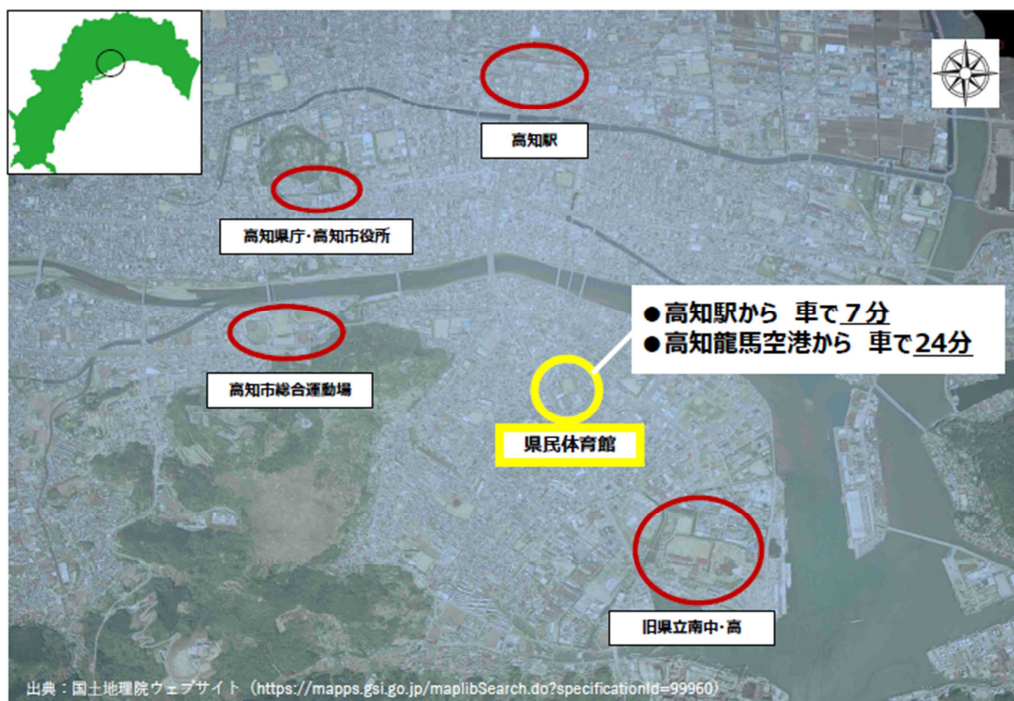 高知駅
高知県庁・高知市役所
●高知駅から 車で７分
●高知龍馬空港から 車で24分
高知市総合運動場
県民体育館
旧県立南中・高
出典：国土地理院ウェブサイト（https://mapps.gsi.go.jp/maplibSearch.do?specificationId=99960）